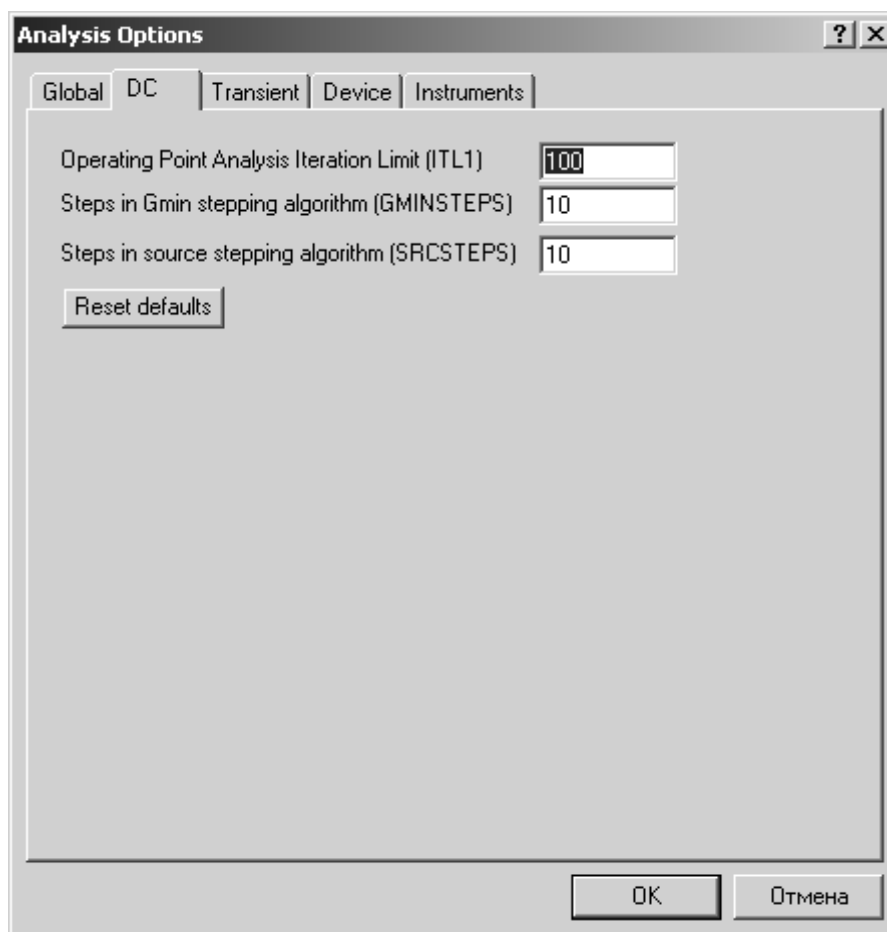 Analysis Options
Global DC Transient Device Instruments
Operating Point Analysis Iteration Limit (ITL1) 100
Steps in Gmin stepping algorithm (GMINSTEPS) 10
Steps in source stepping algorithm (SRCSTEPS) 10
Reset defaults
OK Отмена